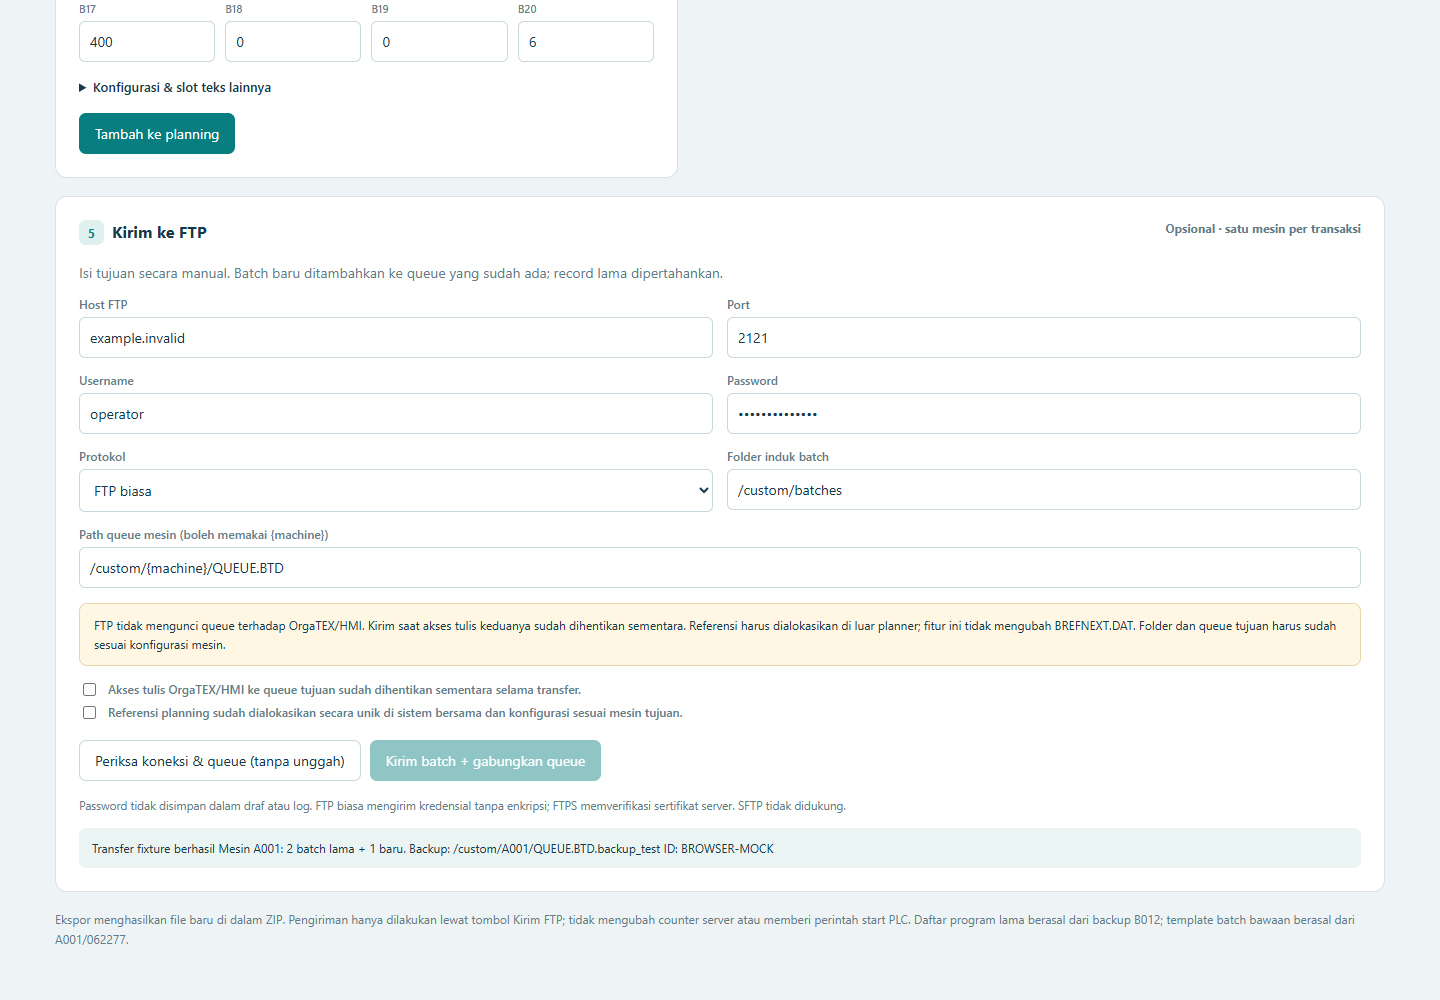 B17 B18 B19 B20
400 0 0 6
Konfigurasi & slot teks lainnya
Tambah ke planning
5 Kirim ke FTP
Opsional · satu mesin per transaksi
Isi tujuan secara manual. Batch baru ditambahkan ke queue yang sudah ada; record lama dipertahankan.
Host FTP Port
example.invalid 2121
Username Password
operator ••••••••••••••
Protokol Folder induk batch
FTP biasa /custom/batches
Path queue mesin (boleh memakai {machine})
/custom/{machine}/QUEUE.BTD
FTP tidak mengunci queue terhadap OrgaTEX/HMI. Kirim saat akses tulis keduanya sudah dihentikan sementara. Referensi harus dialokasikan di luar planner; fitur ini tidak mengubah BREFNEXT.DAT. Folder dan queue tujuan harus sudah
sesuai konfigurasi mesin.
Akses tulis OrgaTEX/HMI ke queue tujuan sudah dihentikan sementara selama transfer.
Referensi planning sudah dialokasikan secara unik di sistem bersama dan konfigurasi sesuai mesin tujuan.
Periksa koneksi & queue (tanpa unggah) Kirim batch + gabungkan queue
Password tidak disimpan dalam draf atau log. FTP biasa mengirim kredensial tanpa enkripsi; FTPS memverifikasi sertifikat server. SFTP tidak didukung.
Transfer fixture berhasil Mesin A001: 2 batch lama + 1 baru. Backup: /custom/A001/QUEUE.BTD.backup_test ID: BROWSER-MOCK
Ekspor menghasilkan file baru di dalam ZIP. Pengiriman hanya dilakukan lewat tombol Kirim FTP; tidak mengubah counter server atau memberi perintah start PLC. Daftar program lama berasal dari backup B012; template batch bawaan berasal dari
A001/062277.